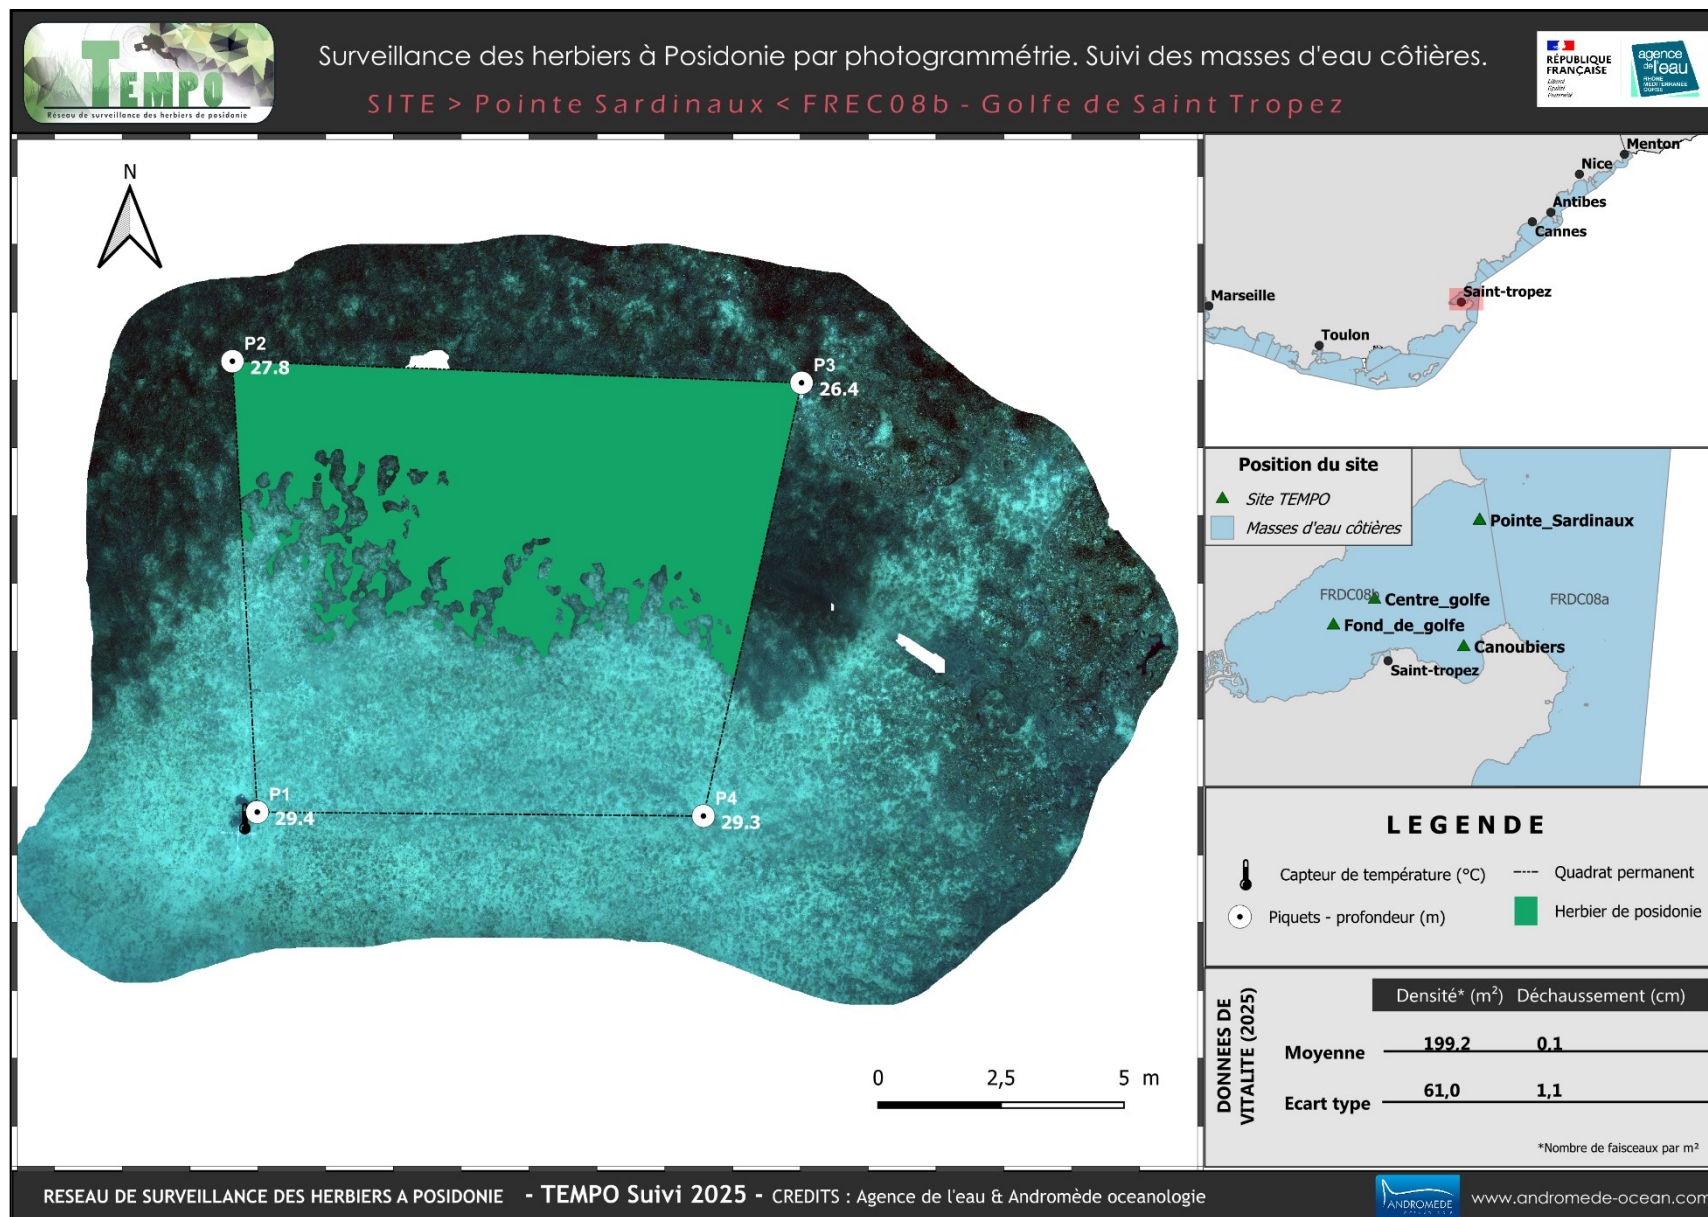 TEMPO
Réseau de surveillance des herbiers de posidonie
Surveillance des herbiers à Posidonie par photogrammétrie. Suivi des masses d'eau côtières.
SITE > Pointe Sardinaux < FREC08b - Golfe de Saint Tropez
RÉPUBLIQUE
FRANÇAISE
Liberté
Égalité
Fraternité
agence
de l'eau
RHÔNE
MÉDITERRANÉE
CORSE
N
P2
27.8
P3
26.4
P1
29.4
P4
29.3
0 2,5 5 m
Menton
Nice
Antibes
Cannes
Saint-tropez
Marseille
Toulon
Position du site
Site TEMPO
Masses d'eau côtières
Pointe_Sardinaux
FRDC08b
Centre_golfe
FRDC08a
Fond_de_golfe
Canoubiers
Saint-tropez
LEGENDE
Capteur de température (°C)
Quadrat permanent
Piquets - profondeur (m)
Herbier de posidonie
DONNEES DE
VITALITE (2025)
Densité* (m²) Déchaussement (cm)
Moyenne 199,2 0,1
Ecart type 61,0 1,1
*Nombre de faisceaux par m²
RESEAU DE SURVEILLANCE DES HERBIERS A POSIDONIE - TEMPO Suivi 2025 - CREDITS : Agence de l'eau & Andromède oceanologie
ANDROMEDE
www.andromede-ocean.com